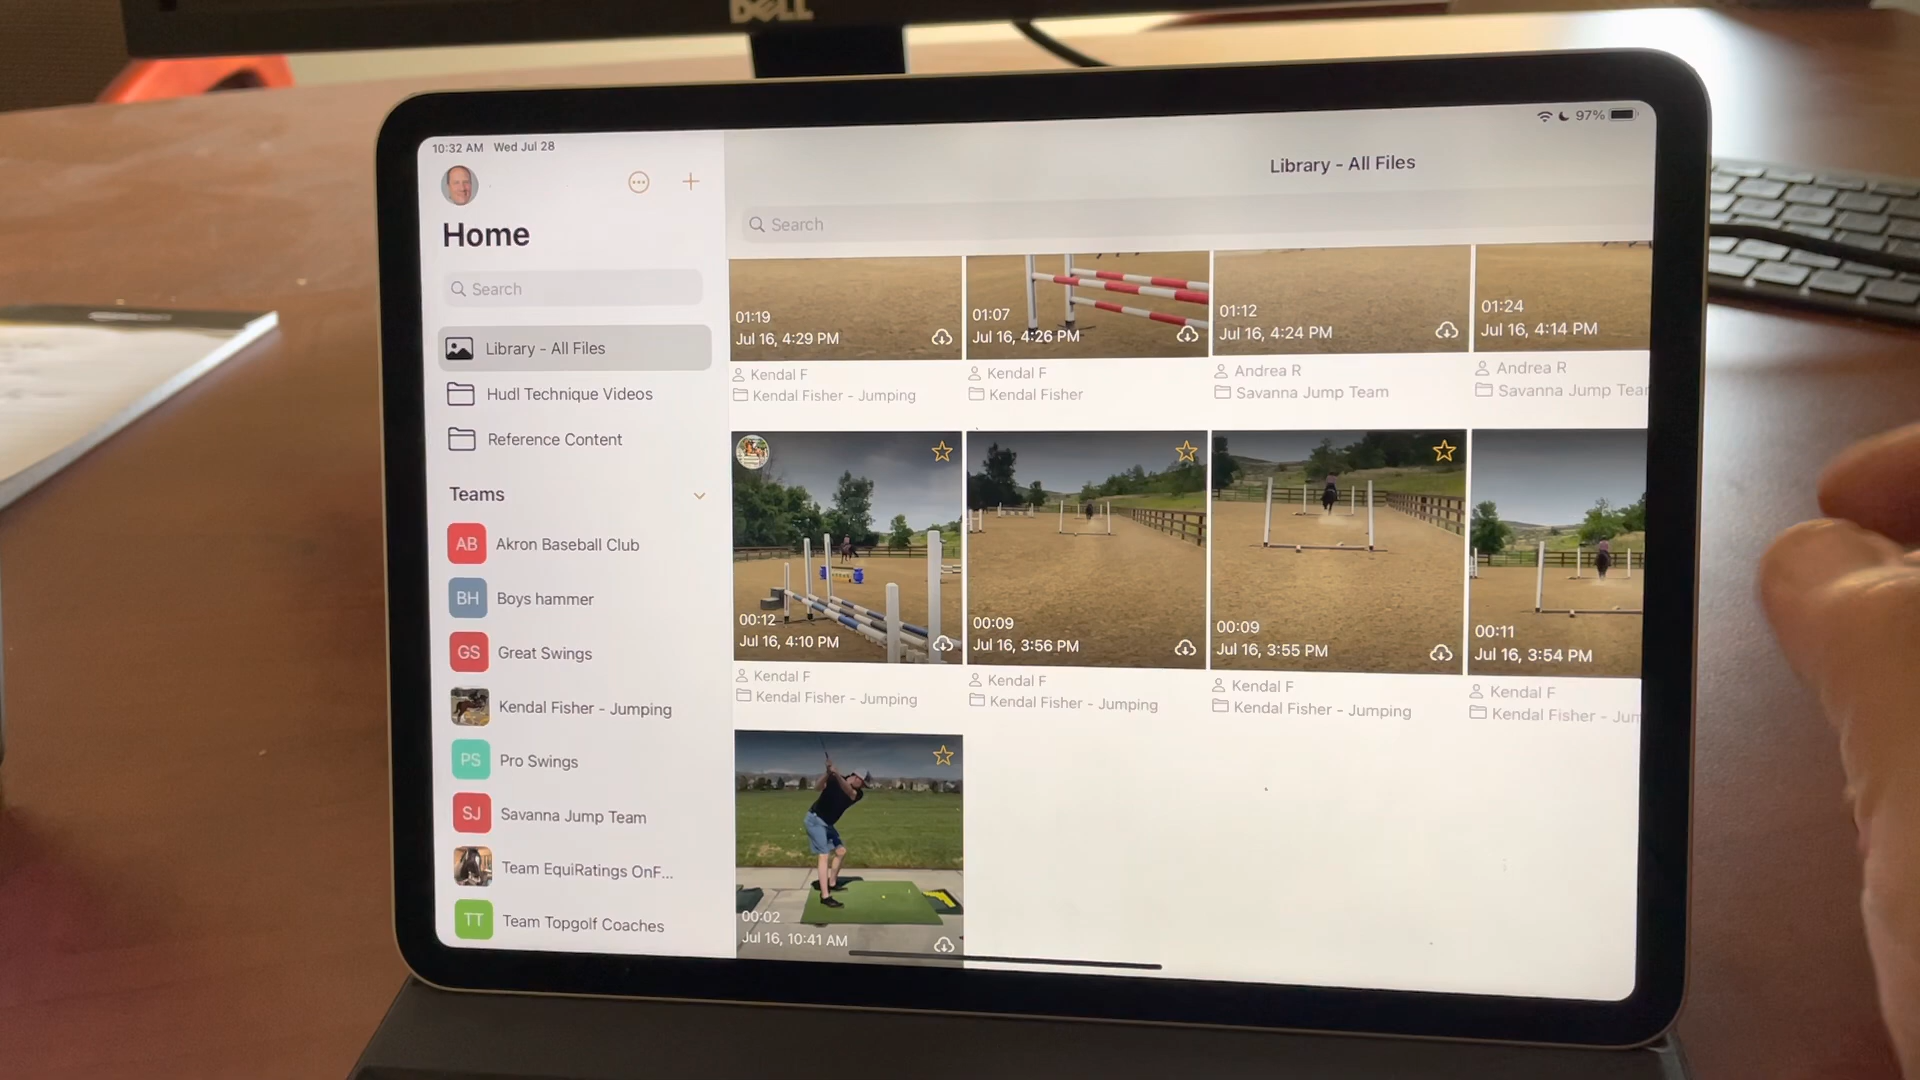 DELL
10:32 AM Wed Jul 28
97%
Home
Search
Library - All Files
Hudl Technique Videos
Reference Content
Teams
AB Akron Baseball Club
BH Boys hammer
GS Great Swings
Kendal Fisher - Jumping
PS Pro Swings
SJ Savanna Jump Team
Team EquiRatings OnF...
TT Team Topgolf Coaches
Library - All Files
Search
01:19
Jul 16, 4:29 PM
Kendal F
Kendal Fisher - Jumping
01:07
Jul 16, 4:26 PM
Kendal F
Kendal Fisher
01:12
Jul 16, 4:24 PM
Andrea R
Savanna Jump Team
01:24
Jul 16, 4:14 PM
Andrea R
Savanna Jump Tear
00:12
Jul 16, 4:10 PM
Kendal F
Kendal Fisher - Jumping
00:09
Jul 16, 3:56 PM
Kendal F
Kendal Fisher - Jumping
00:09
Jul 16, 3:55 PM
Kendal F
Kendal Fisher - Jumping
00:11
Jul 16, 3:54 PM
Kendal F
Kendal Fisher - Jum
00:02
Jul 16, 10:41 AM